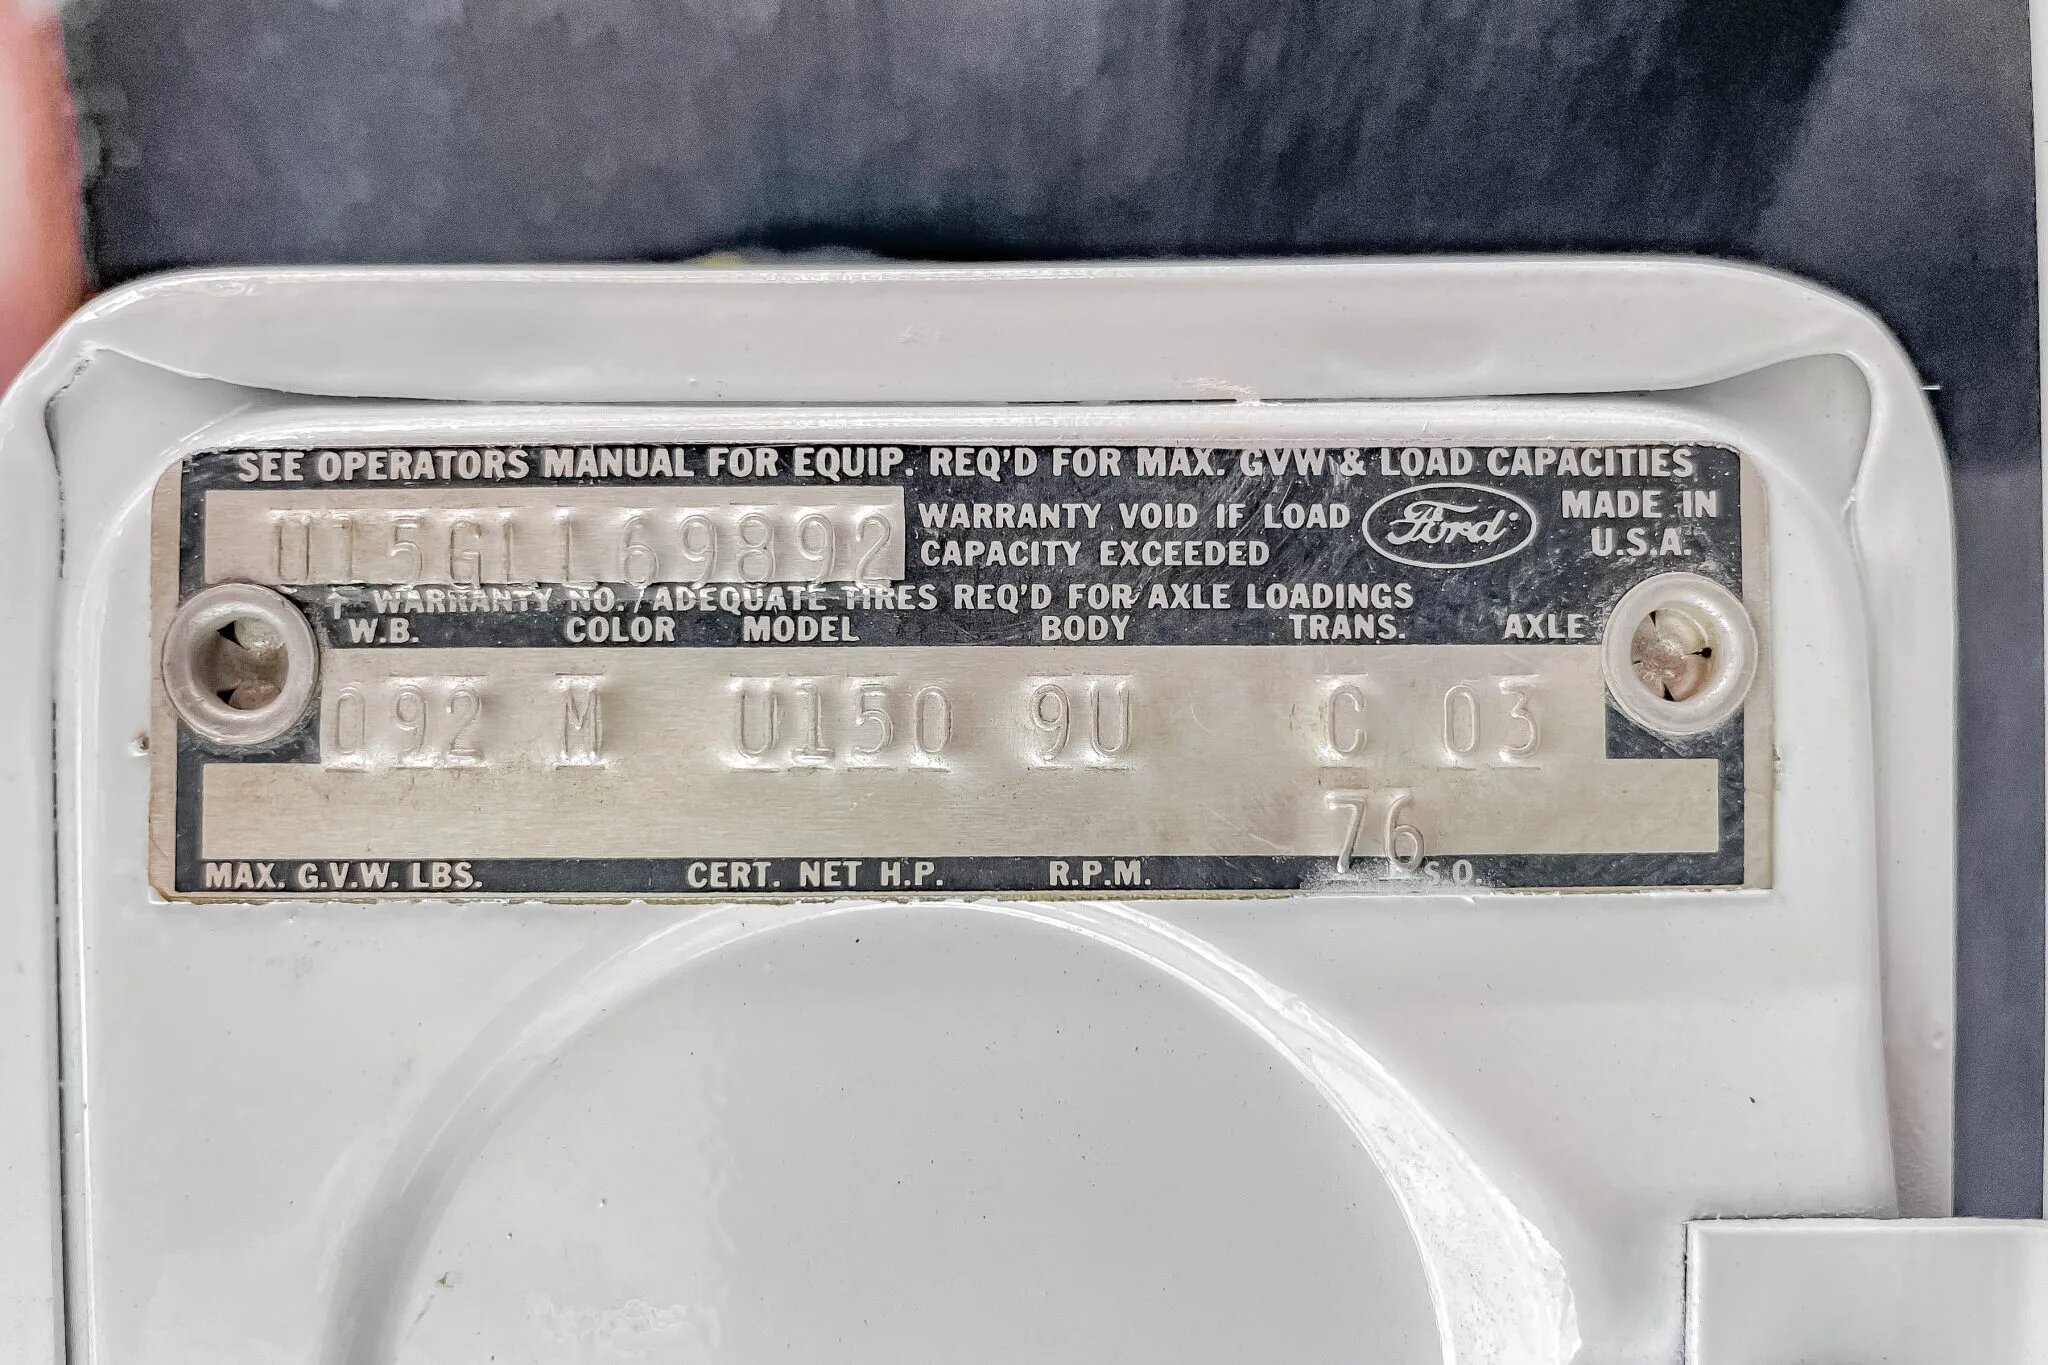 SEE OPERATORS MANUAL FOR EQUIP. REQ'D FOR MAX. GVW & LOAD CAPACITIES
U15GLL69892
WARRANTY VOID IF LOAD
CAPACITY EXCEEDED
Ford
MADE IN
U.S.A.
↑ WARRANTY NO./ADEQUATE TIRES REQ'D FOR AXLE LOADINGS
W.B. COLOR MODEL BODY TRANS. AXLE
092 M U150 9U C 03
76
MAX. G.V.W. LBS. CERT. NET H.P. R.P.M. S.O.